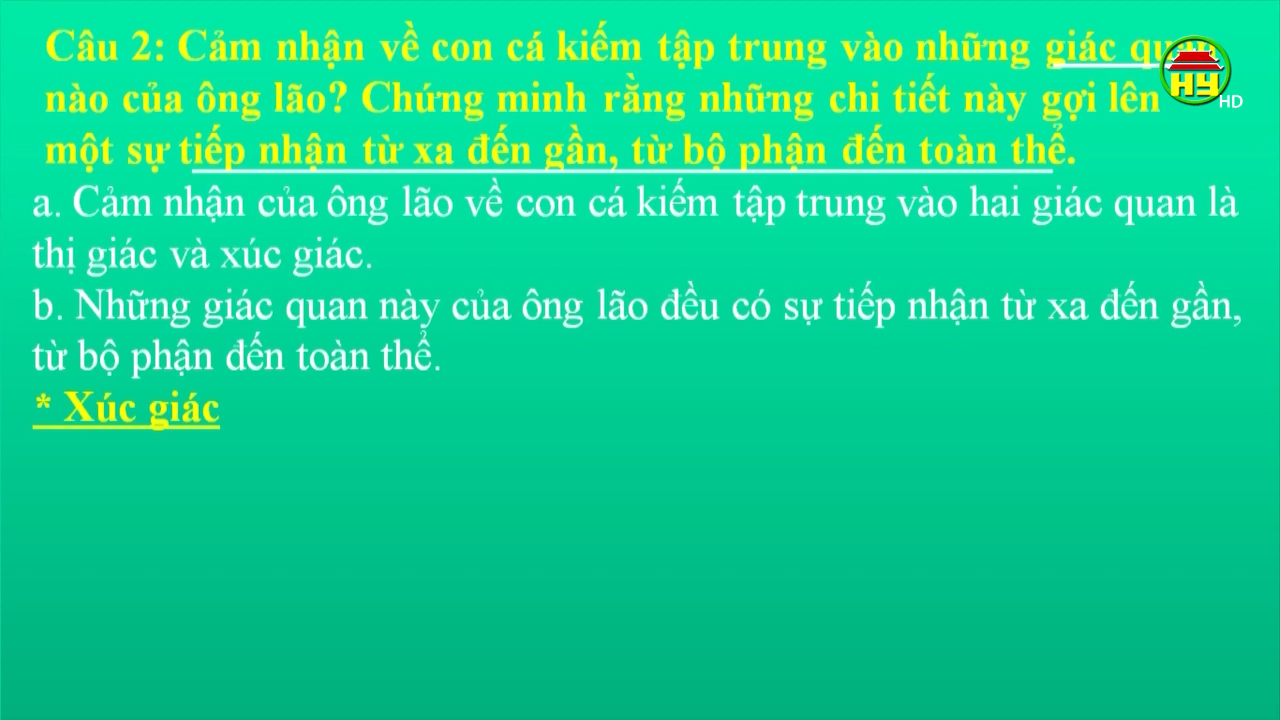 Câu 2: Cảm nhận về con cá kiếm tập trung vào những giác quan
nào của ông lão? Chứng minh rằng những chi tiết này gợi lên
một sự tiếp nhận từ xa đến gần, từ bộ phận đến toàn thể.
a. Cảm nhận của ông lão về con cá kiếm tập trung vào hai giác quan là
thị giác và xúc giác.
b. Những giác quan này của ông lão đều có sự tiếp nhận từ xa đến gần,
từ bộ phận đến toàn thể.
* Xúc giác
HY
HD